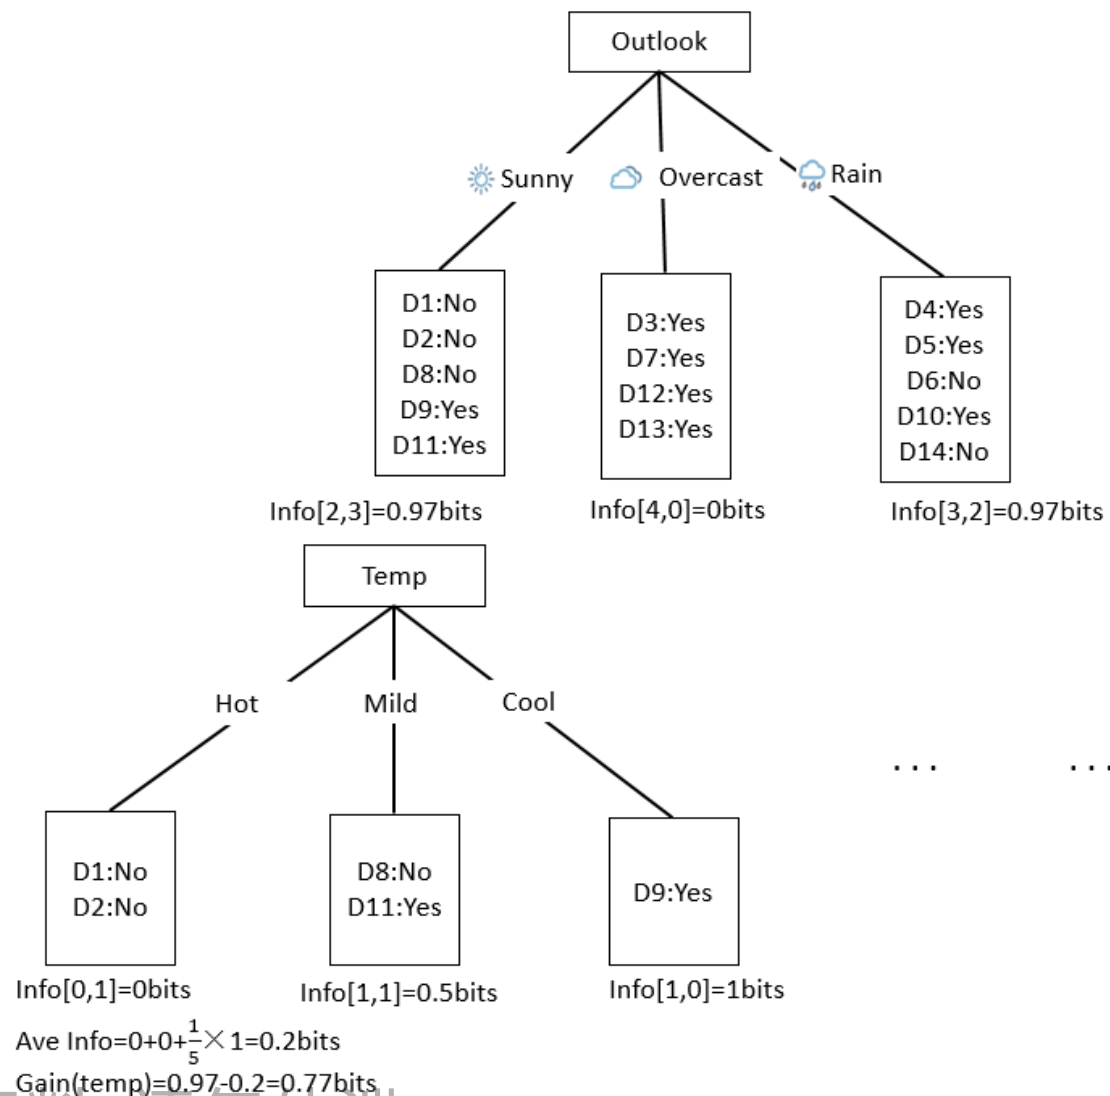 Outlook
Sunny
Overcast
Rain
D1:No
D2:No
D8:No
D9:Yes
D11:Yes
D3:Yes
D7:Yes
D12:Yes
D13:Yes
D4:Yes
D5:Yes
D6:No
D10:Yes
D14:No
Info[2,3]=0.97bits
Info[4,0]=0bits
Info[3,2]=0.97bits
Temp
Hot
Mild
Cool
...
...
D1:No
D2:No
D8:No
D11:Yes
D9:Yes
Info[0,1]=0bits
Info[1,1]=0.5bits
Info[1,0]=1bits
Ave Info=0+0+1/5×1=0.2bits
Gain(temp)=0.97-0.2=0.77bits